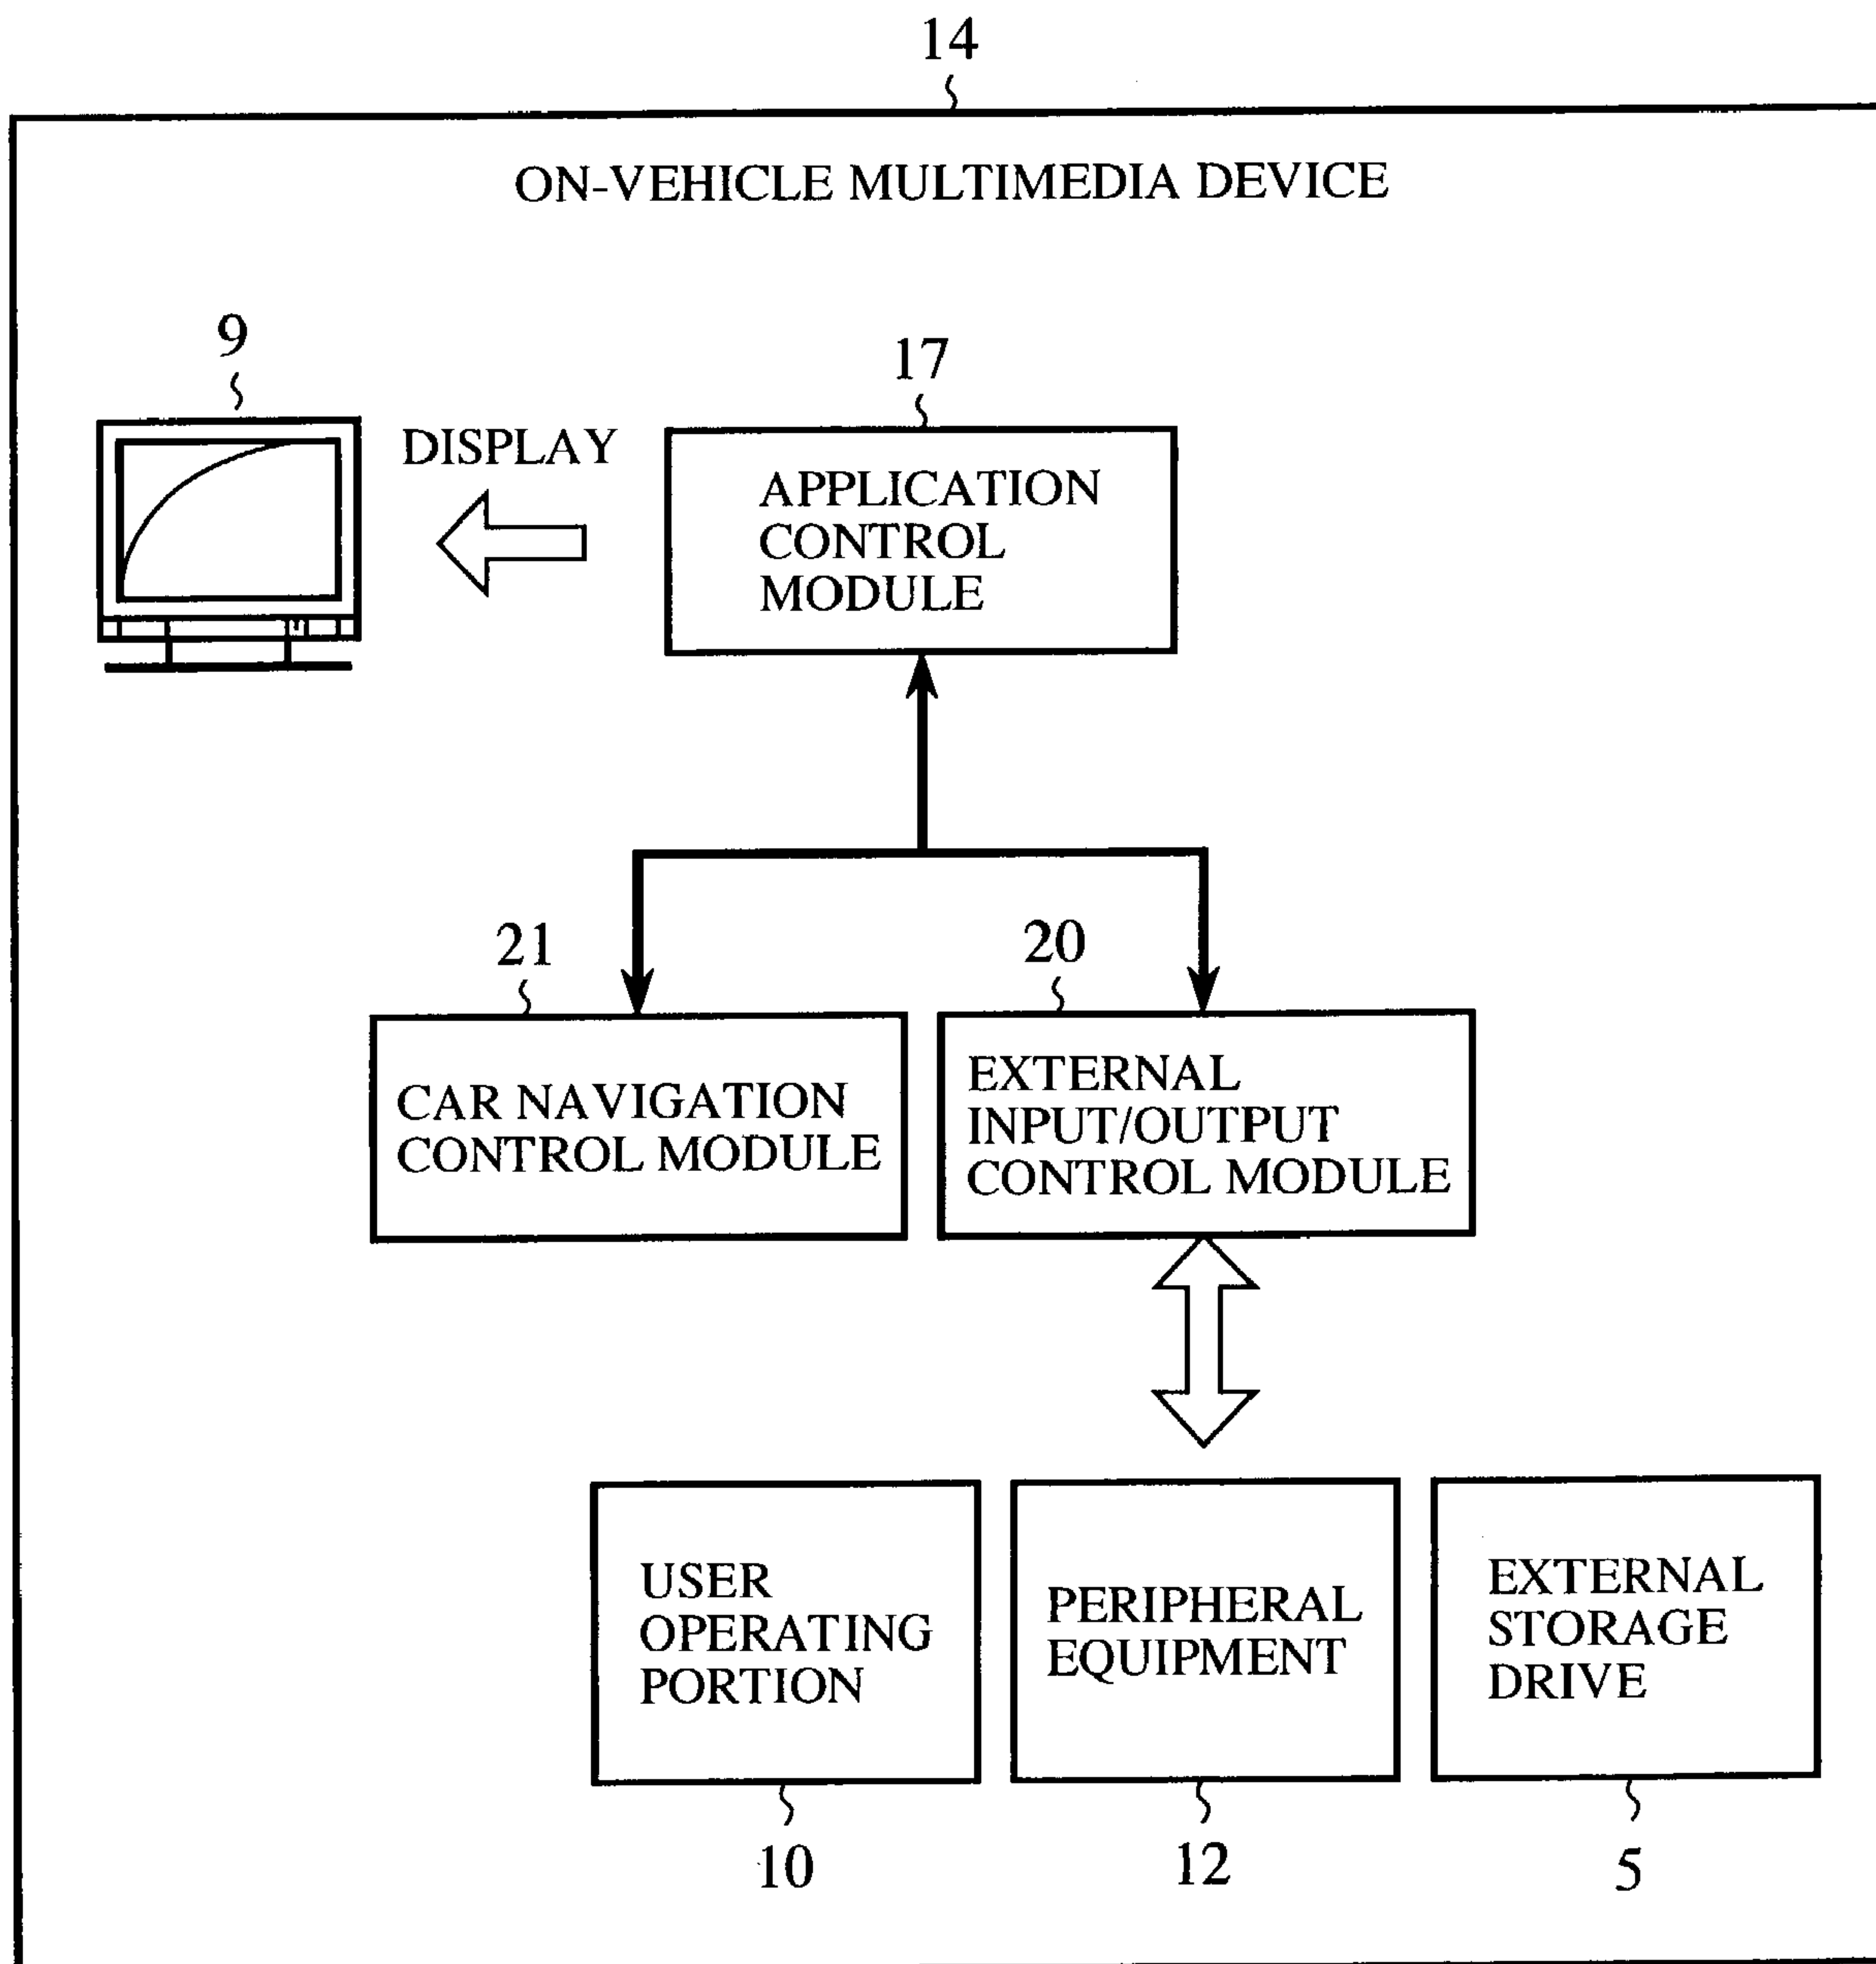 14
ON-VEHICLE MULTIMEDIA DEVICE
9
17
DISPLAY
APPLICATION
CONTROL
MODULE
21
20
CAR NAVIGATION
CONTROL MODULE
EXTERNAL
INPUT/OUTPUT
CONTROL MODULE
USER
OPERATING
PORTION
PERIPHERAL
EQUIPMENT
EXTERNAL
STORAGE
DRIVE
10
12
5